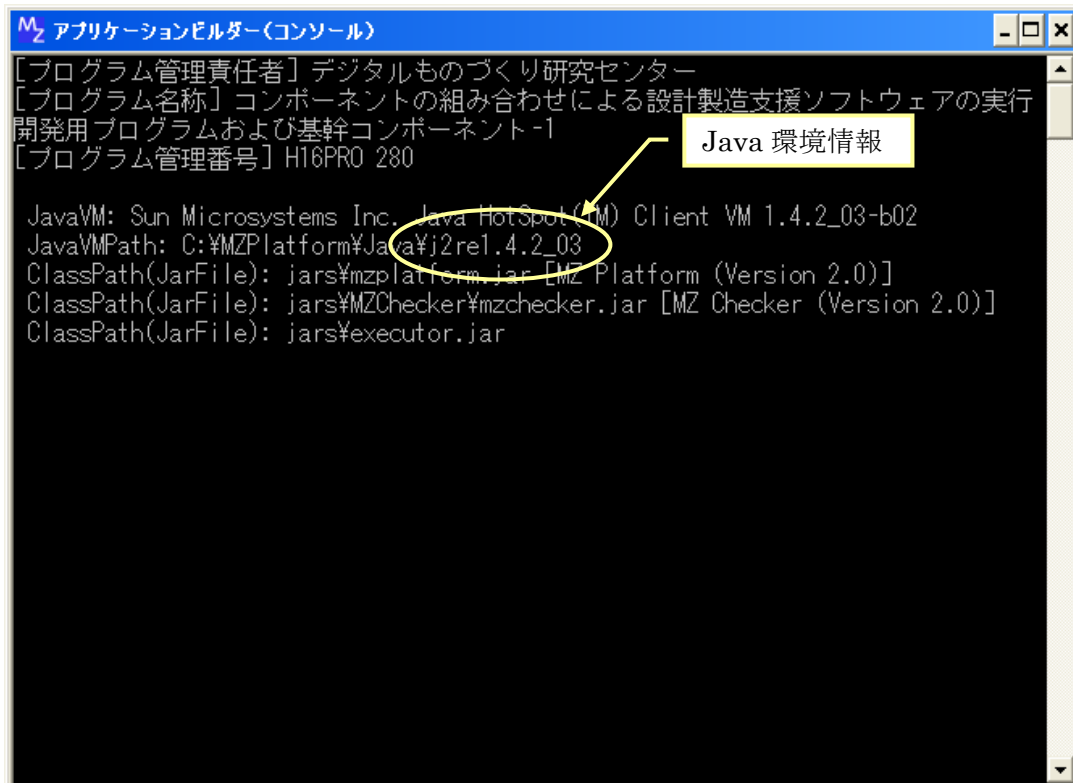 MZ アプリケーションビルダー(コンソール)
[プログラム管理責任者] デジタルものづくり研究センター
[プログラム名称] コンポーネントの組み合わせによる設計製造支援ソフトウェアの実行
開発用プログラムおよび基幹コンポーネント-1
[プログラム管理番号] H16PRO 280
Java 環境情報
JavaVM: Sun Microsystems Inc. Java HotSpot(TM) Client VM 1.4.2_03-b02
JavaVMPath: C:¥MZPlatform¥Java¥j2re1.4.2_03
ClassPath(JarFile): jars¥mzplatform.jar [MZ Platform (Version 2.0)]
ClassPath(JarFile): jars¥MZChecker¥mzchecker.jar [MZ Checker (Version 2.0)]
ClassPath(JarFile): jars¥executor.jar